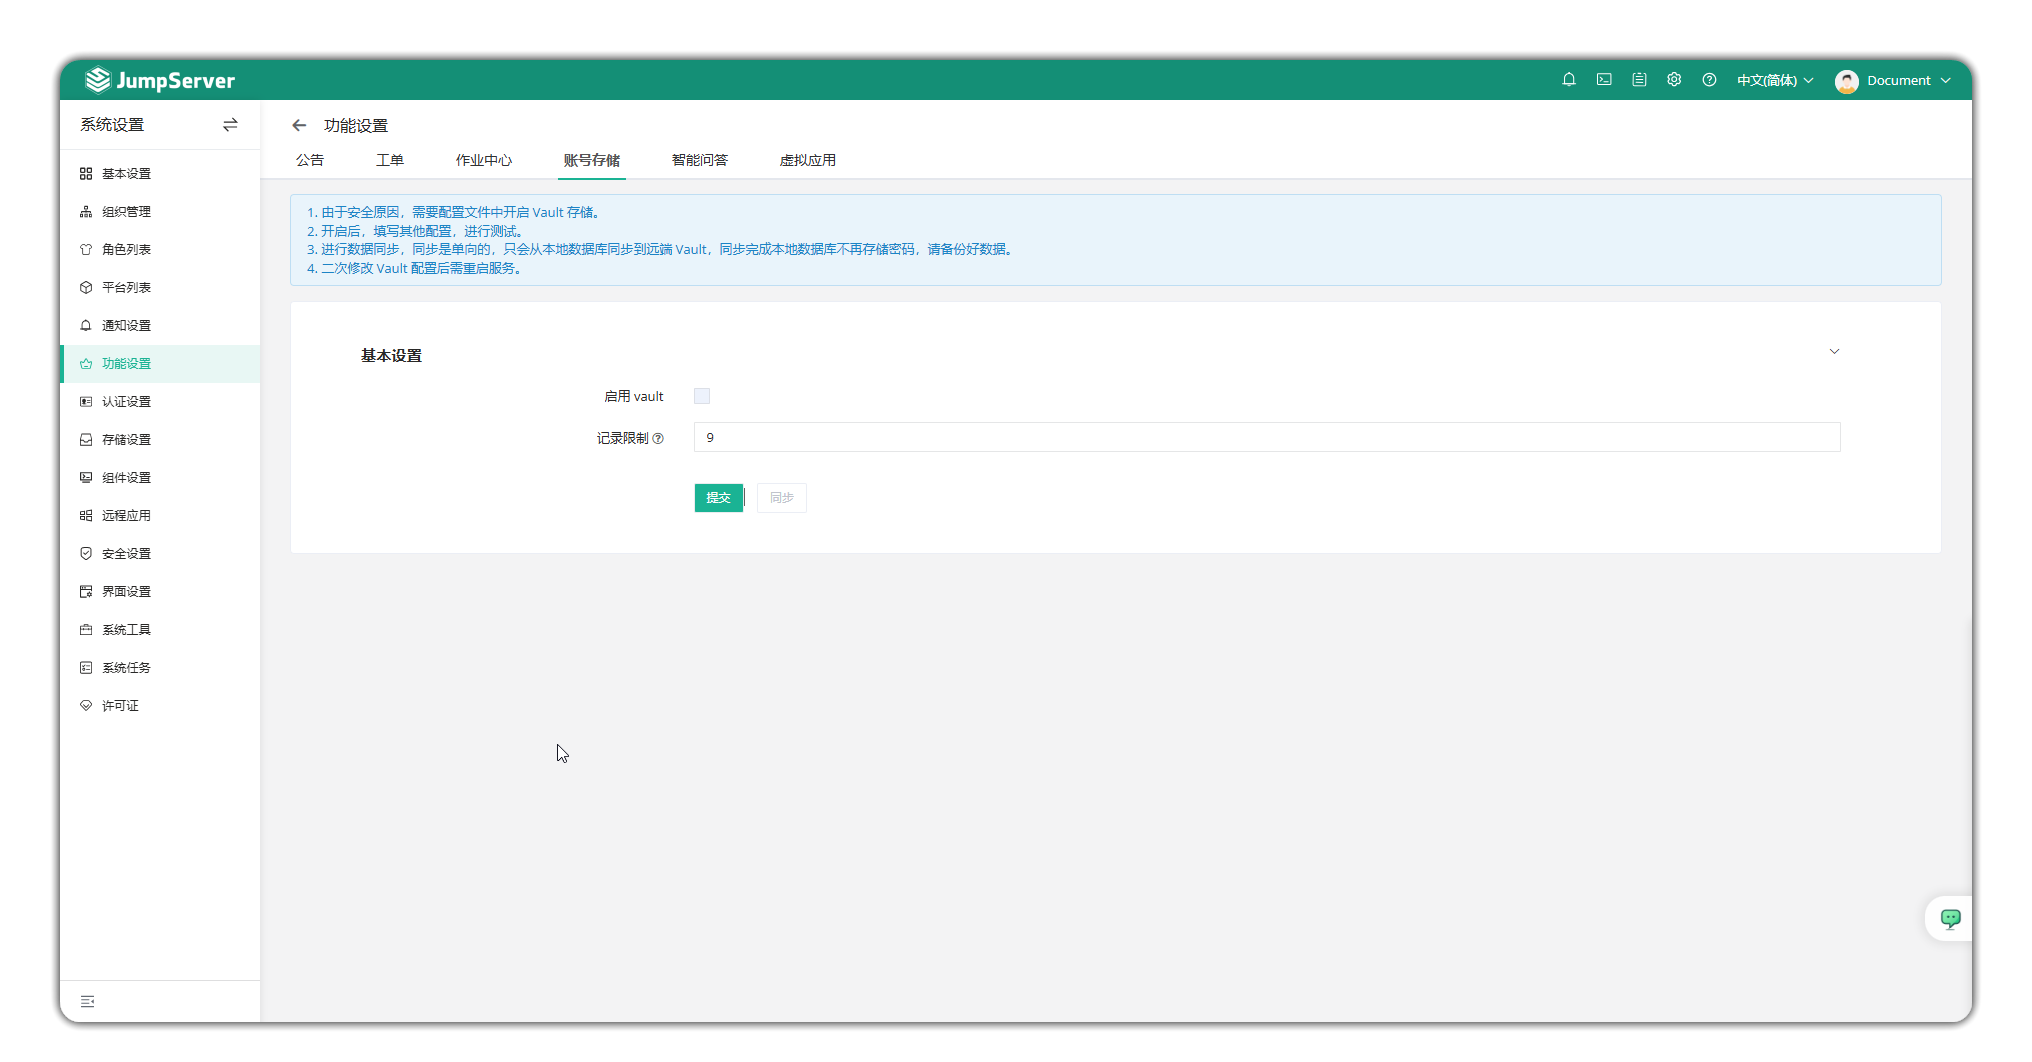 JumpServer
中文(简体)
Document
系统设置
功能设置
公告
工单
作业中心
账号存储
智能问答
虚拟应用
基本设置
组织管理
角色列表
平台列表
通知设置
功能设置
认证设置
存储设置
组件设置
远程应用
安全设置
界面设置
系统工具
系统任务
许可证
1. 由于安全原因，需要配置文件中开启 Vault 存储。
2. 开启后，填写其他配置，进行测试。
3. 进行数据同步，同步是单向的，只会从本地数据库同步到远端 Vault，同步完成本地数据库不再存储密码，请备份好数据。
4. 二次修改 Vault 配置后需重启服务。
基本设置
启用 vault
记录限制
9
提交
同步